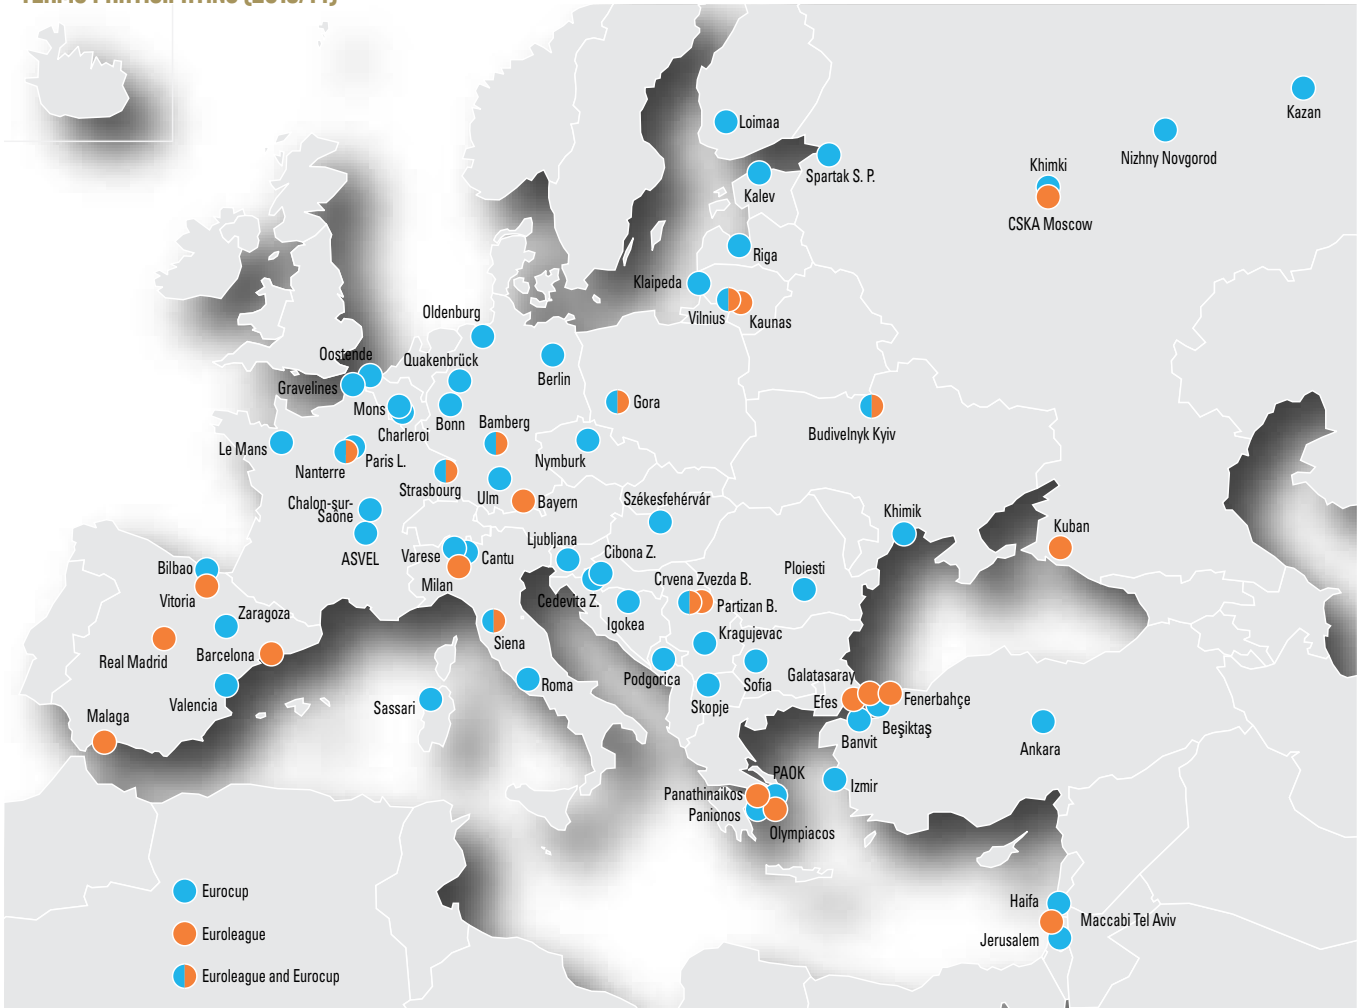 TEAMS PARTICIPATING (2013/14)
Kazan
Loimaa
Nizhny Novgorod
Khimki
Spartak S. P.
Kalev
CSKA Moscow
Riga
Klaipeda
Vilnius
Kaunas
Oldenburg
Oostende
Quakenbrück
Berlin
Gravelines
Mons
Gora
Bonn
Bamberg
Charleroi
Budivelnyk Kyiv
Le Mans
Nanterre
Paris L.
Nymburk
Strasbourg
Ulm
Bayern
Székesfehérvár
Chalon-sur-
Saône
Khimik
Kuban
ASVEL
Varese
Cantu
Ljubljana
Cibona Z.
Bilbao
Milan
Crvena Zvezda B.
Ploiesti
Vitoria
Cedevita Z.
Partizan B.
Zaragoza
Igokea
Siena
Kragujevac
Real Madrid
Barcelona
Podgorica
Sofia
Galatasaray
Roma
Valencia
Sassari
Skopje
Efes
Fenerbahçe
Malaga
Beşiktaş
Banvit
Ankara
PAOK
Izmir
Panathinaikos
Panionos
Olympiacos
Haifa
Maccabi Tel Aviv
Jerusalem
Eurocup
Euroleague
Euroleague and Eurocup